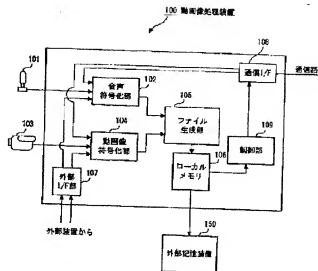 100 動画像処理装置
101
108
通信I/F
通信路
音声
符号化部
102
103
104
動画像
符号化部
105
ファイル
生成部
109
制御部
106
ローカル
メモリ
107
外部
I/F部
外部装置から
150
外部記憶装置